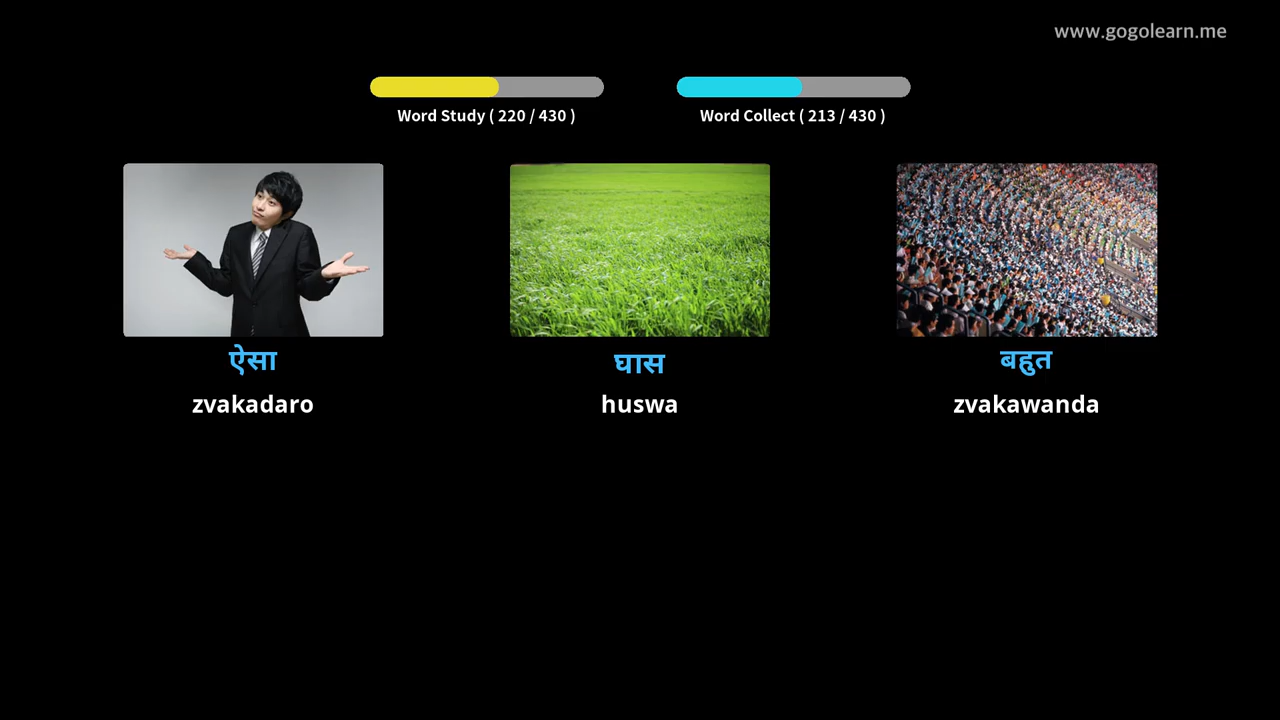 www.gogolearn.me
Word Study ( 220 / 430 )
Word Collect ( 213 / 430 )
ऐसा
घास
बहुत
zvakadaro
huswa
zvakawanda